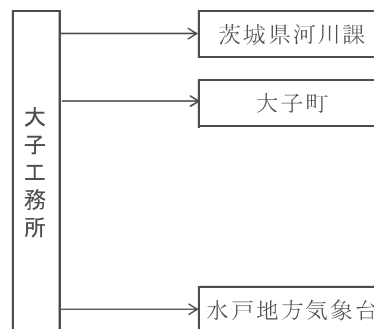 大子工務所
茨城県河川課
大子町
水戸地方気象台